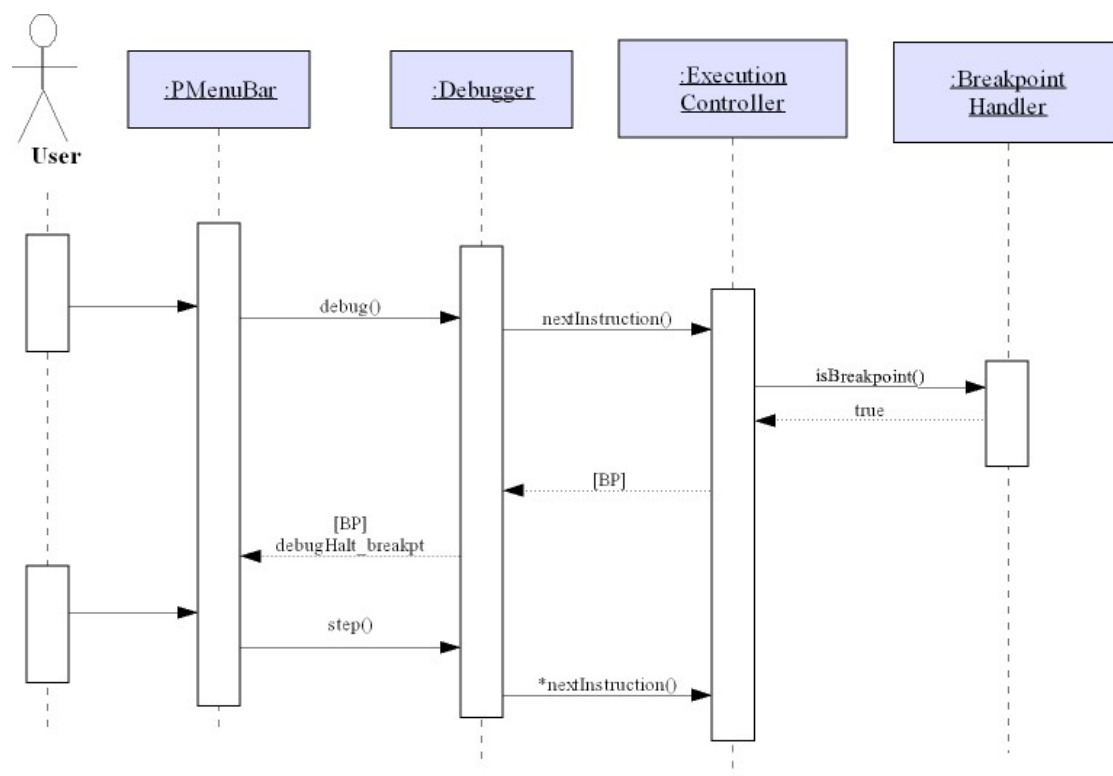 :PMenuBar
:Debugger
:Execution
Controller
:Breakpoint
Handler
User
debug()
nextInstruction()
isBreakpoint()
true
[BP]
[BP]
debugHalt_breakpt
step()
*nextInstruction()